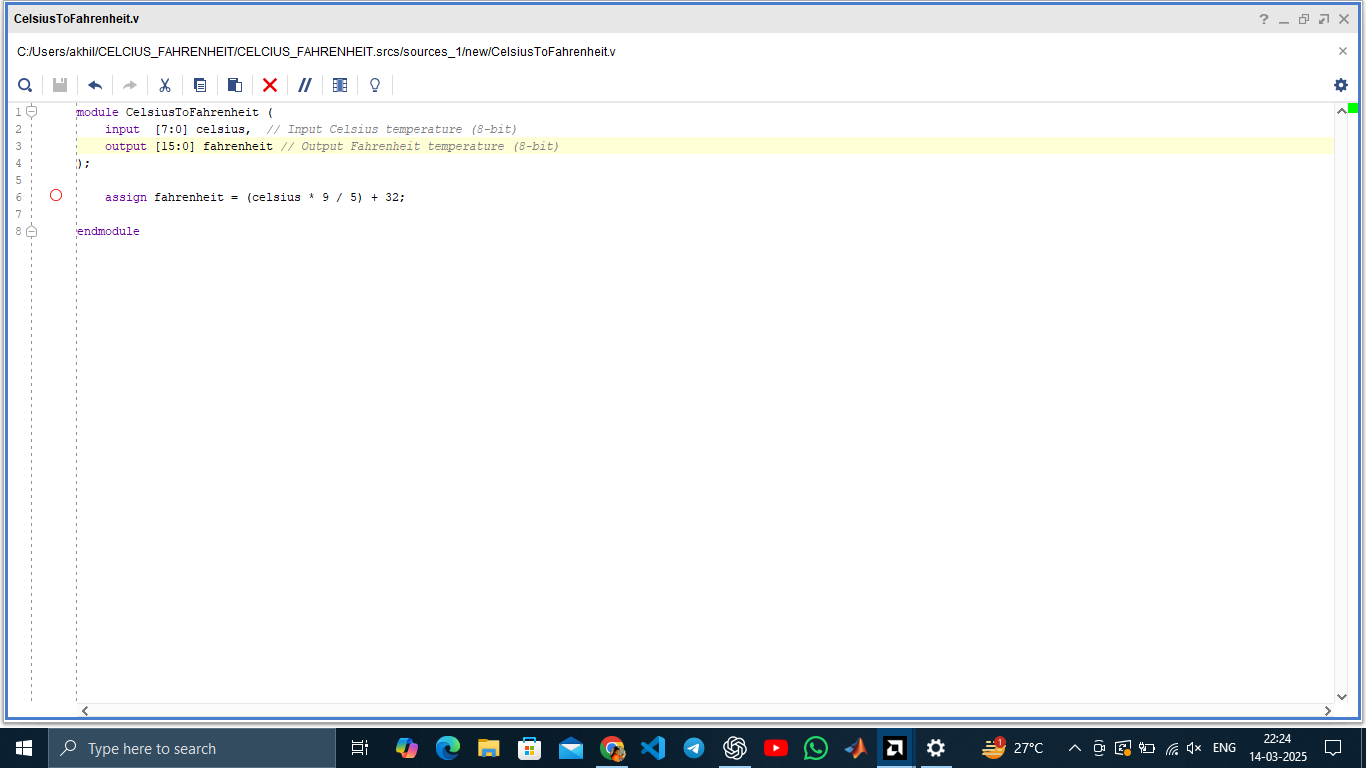 CelsiusToFahrenheit.v
C:/Users/akhil/CELCIUS_FAHRENHEIT/CELCIUS_FAHRENHEIT.srcs/sources_1/new/CelsiusToFahrenheit.v
1 module CelsiusToFahrenheit (
2 input [7:0] celsius, // Input Celsius temperature (8-bit)
3 output [15:0] fahrenheit // Output Fahrenheit temperature (8-bit)
4 );
5
6 assign fahrenheit = (celsius * 9 / 5) + 32;
7
8 endmodule
Type here to search
1
27°C
ENG
22:24
14-03-2025